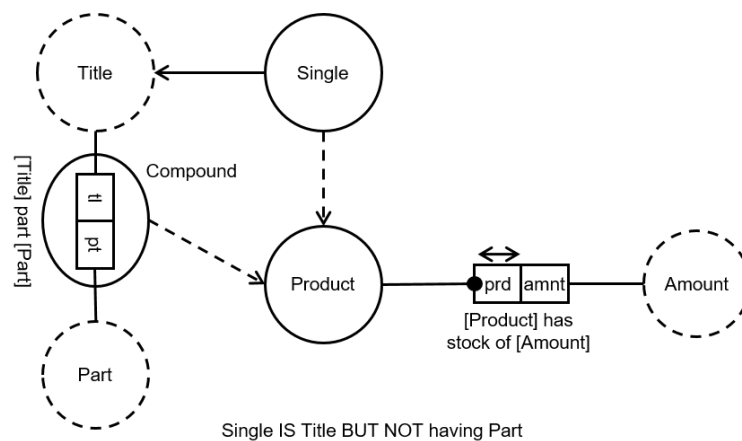 Title
Single
[Title] part [Part]
Compound
tl
pt
Product
prd
amnt
Amount
[Product] has
stock of [Amount]
Part
Single IS Title BUT NOT having Part